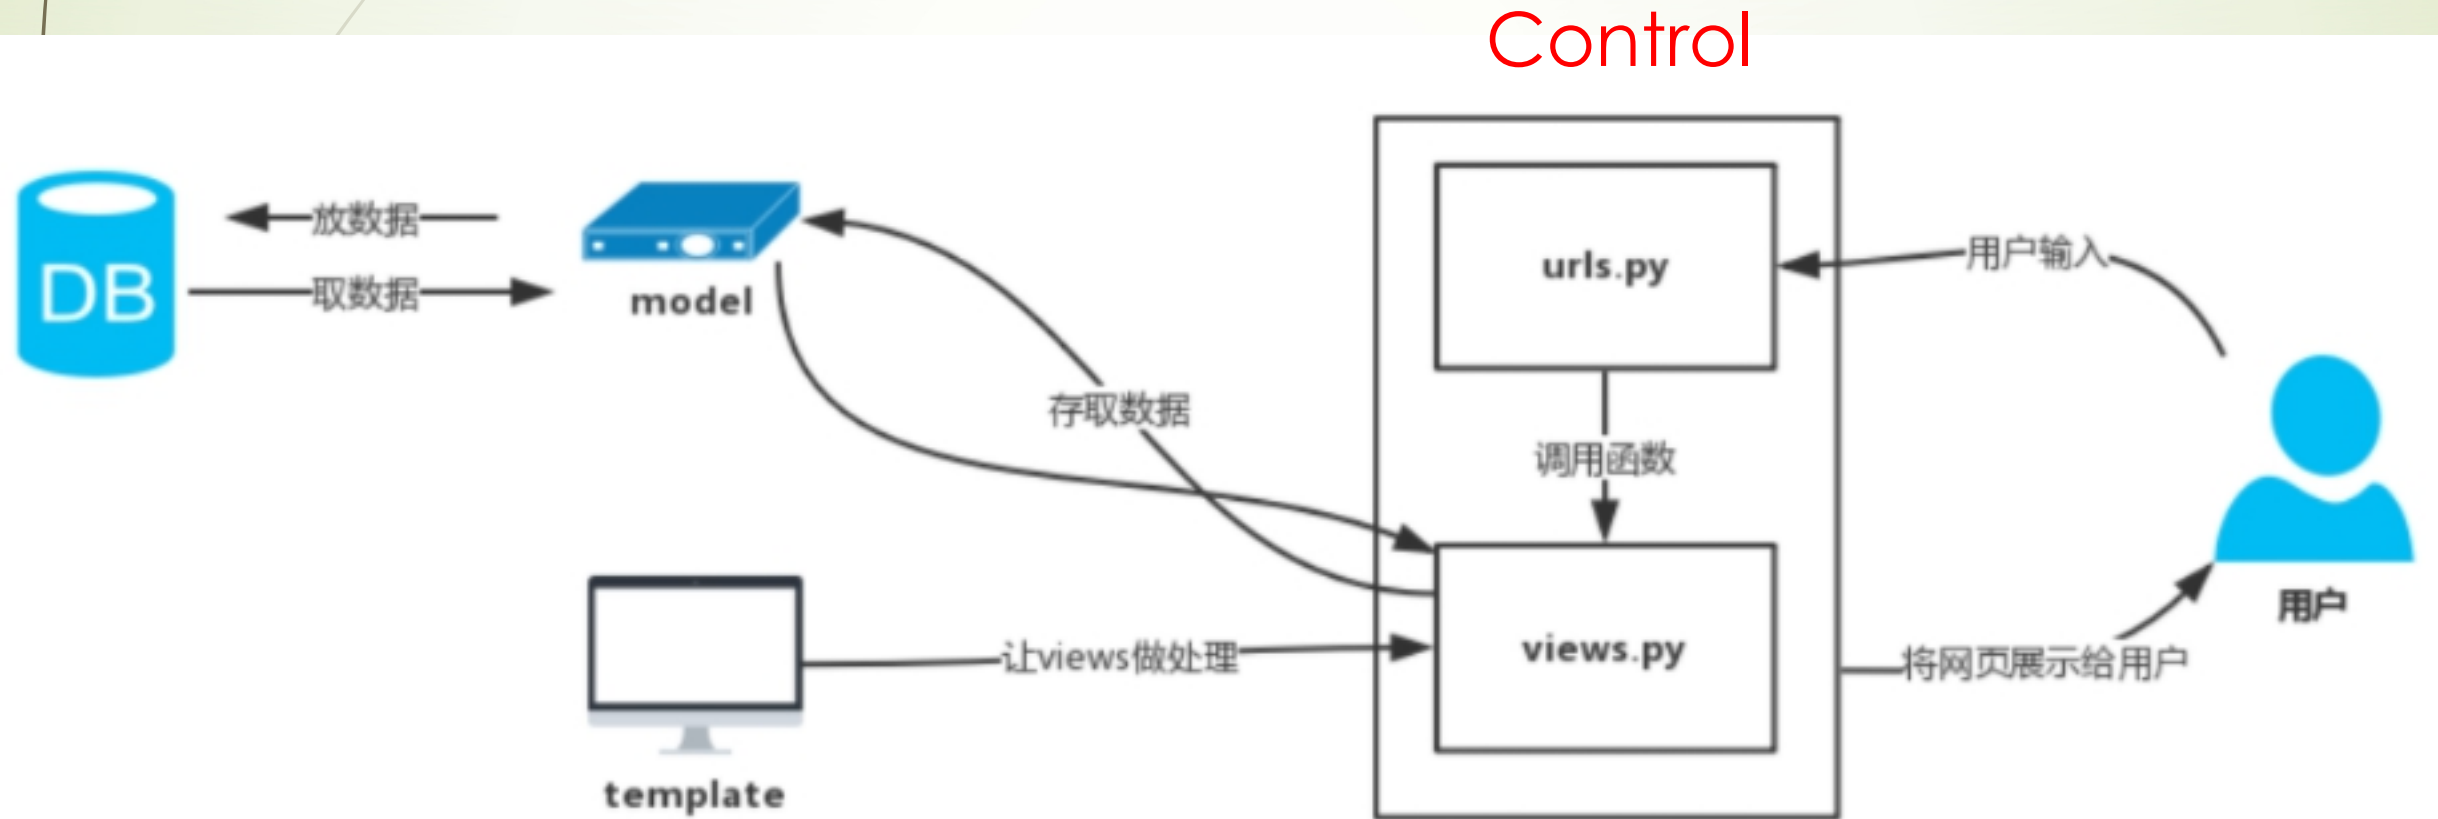 Control
放数据
取数据
DB
model
存取数据
urls.py
用户输入
调用函数
views.py
让views做处理
将网页展示给用户
用户
template